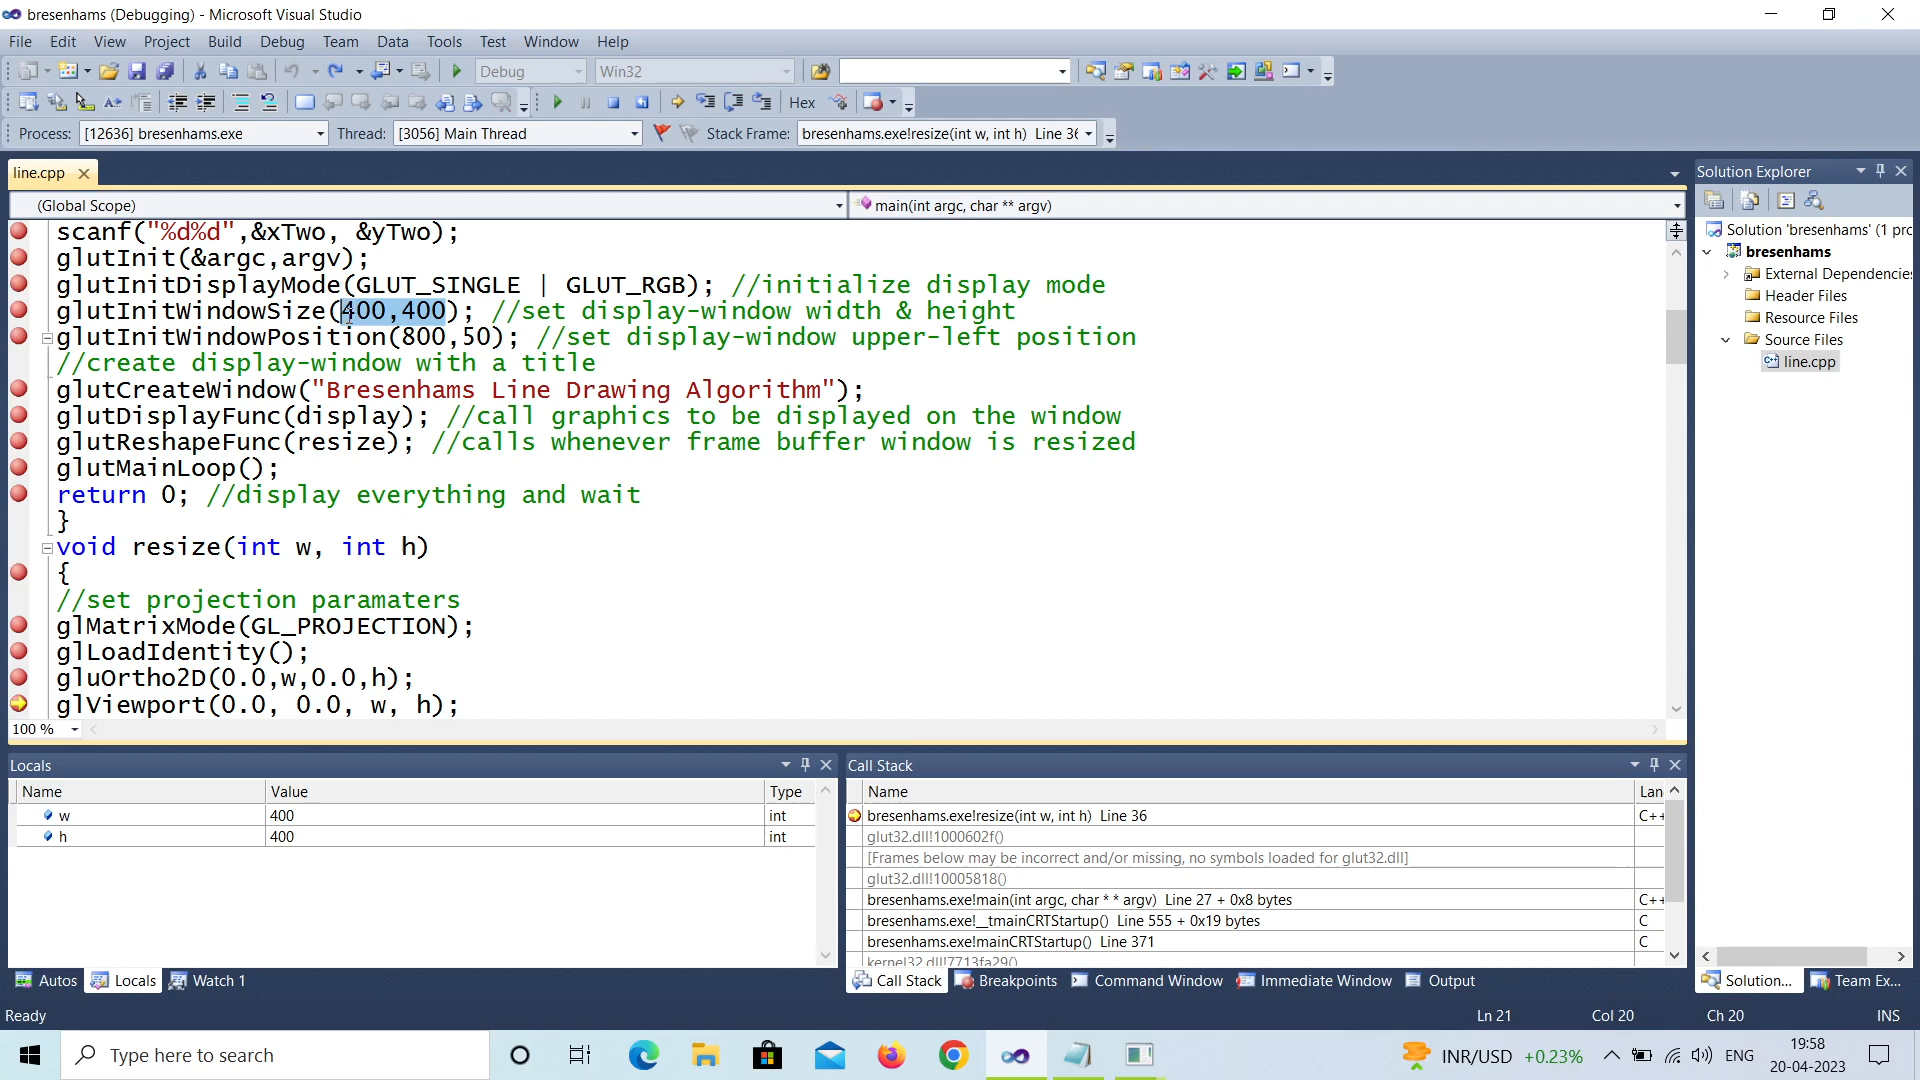 bresenhams (Debugging) - Microsoft Visual Studio
File Edit View Project Build Debug Team Data Tools Test Window Help
Debug Win32
Hex
Process: [12636] bresenhams.exe Thread: [3056] Main Thread Stack Frame: bresenhams.exe!resize(int w, int h) Line 36
line.cpp
(Global Scope) main(int argc, char ** argv)
scanf("%d%d",&xTwo, &yTwo);
glutInit(&argc,argv);
glutInitDisplayMode(GLUT_SINGLE | GLUT_RGB); //initialize display mode
glutInitWindowSize(400,400); //set display-window width & height
glutInitWindowPosition(800,50); //set display-window upper-left position
//create display-window with a title
glutCreateWindow("Bresenhams Line Drawing Algorithm");
glutDisplayFunc(display); //call graphics to be displayed on the window
glutReshapeFunc(resize); //calls whenever frame buffer window is resized
glutMainLoop();
return 0; //display everything and wait
}
void resize(int w, int h)
{
//set projection paramaters
glMatrixMode(GL_PROJECTION);
glLoadIdentity();
gluOrtho2D(0.0,w,0.0,h);
glViewport(0.0, 0.0, w, h);
100 %
Solution Explorer
Solution 'bresenhams' (1 pro
bresenhams
External Dependencies
Header Files
Resource Files
Source Files
line.cpp
Locals
Name Value Type
w 400 int
h 400 int
Autos Locals Watch 1
Call Stack
Name Lan
bresenhams.exe!resize(int w, int h) Line 36 C++
glut32.dll!1000602f()
[Frames below may be incorrect and/or missing, no symbols loaded for glut32.dll]
glut32.dll!10005818()
bresenhams.exe!main(int argc, char * * argv) Line 27 + 0x8 bytes C++
bresenhams.exe!__tmainCRTStartup() Line 555 + 0x19 bytes C
bresenhams.exe!mainCRTStartup() Line 371 C
kernel32.dll!7713fa29()
Call Stack Breakpoints Command Window Immediate Window Output
Solution... Team Ex...
Ready Ln 21 Col 20 Ch 20 INS
Type here to search
INR/USD +0.23% ENG
19:58
20-04-2023